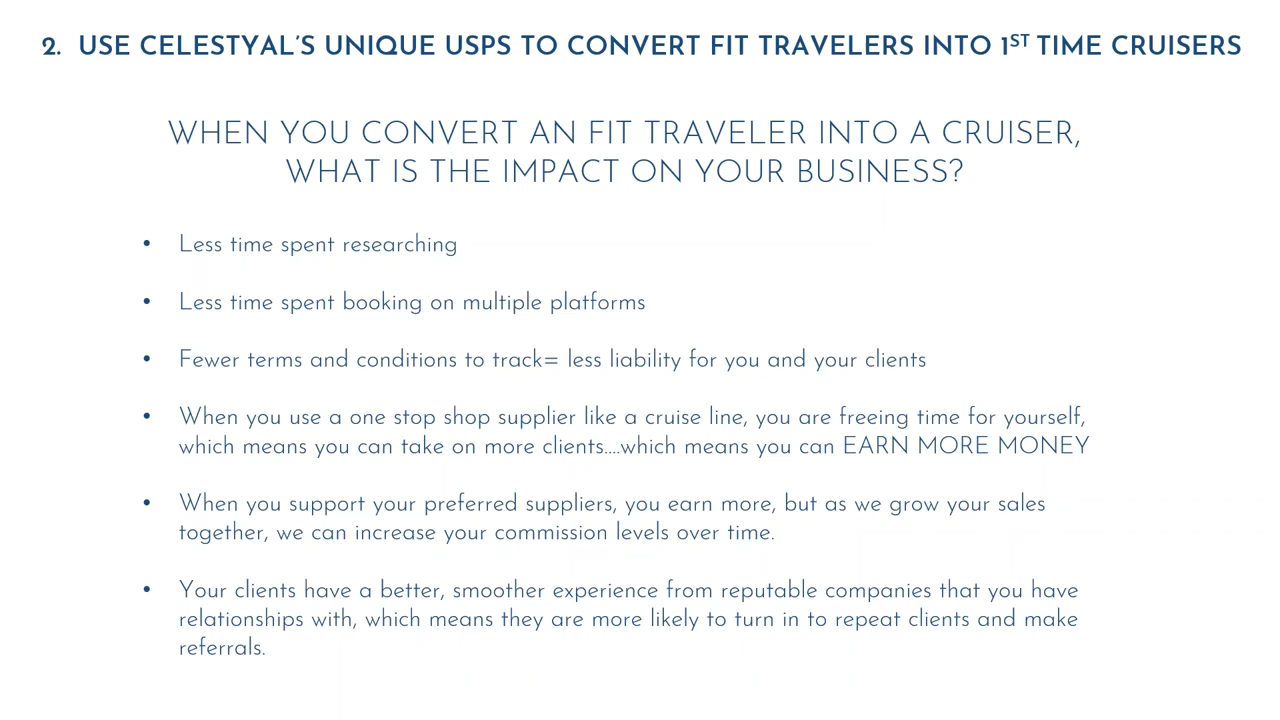 2. USE CELESTYAL'S UNIQUE USPS TO CONVERT FIT TRAVELERS INTO 1ST TIME CRUISERS
WHEN YOU CONVERT AN FIT TRAVELER INTO A CRUISER,
WHAT IS THE IMPACT ON YOUR BUSINESS?
• Less time spent researching
• Less time spent booking on multiple platforms
• Fewer terms and conditions to track= less liability for you and your clients
• When you use a one stop shop supplier like a cruise line, you are freeing time for yourself,
which means you can take on more clients....which means you can EARN MORE MONEY
• When you support your preferred suppliers, you earn more, but as we grow your sales
together, we can increase your commission levels over time.
• Your clients have a better, smoother experience from reputable companies that you have
relationships with, which means they are more likely to turn in to repeat clients and make
referrals.